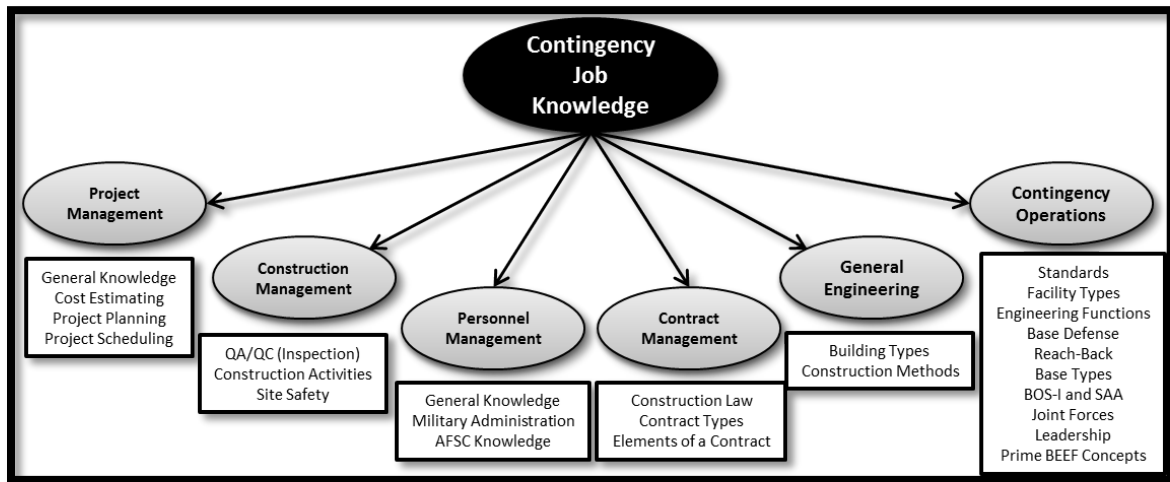 Contingency
Job
Knowledge
Project
Management
General Knowledge
Cost Estimating
Project Planning
Project Scheduling
Construction
Management
QA/QC (Inspection)
Construction Activities
Site Safety
Personnel
Management
General Knowledge
Military Administration
AFSC Knowledge
Contract
Management
Construction Law
Contract Types
Elements of a Contract
General
Engineering
Building Types
Construction Methods
Contingency
Operations
Standards
Facility Types
Engineering Functions
Base Defense
Reach-Back
Base Types
BOS-I and SAA
Joint Forces
Leadership
Prime BEEF Concepts